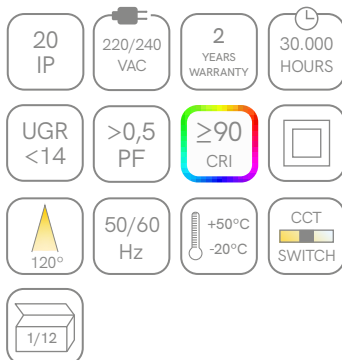 20
IP
220/240
VAC
2
YEARS
WARRANTY
30.000
HOURS
UGR
<14
>0,5
PF
≥90
CRI
120°
50/60
Hz
+50°C
-20°C
CCT
SWITCH
1/12